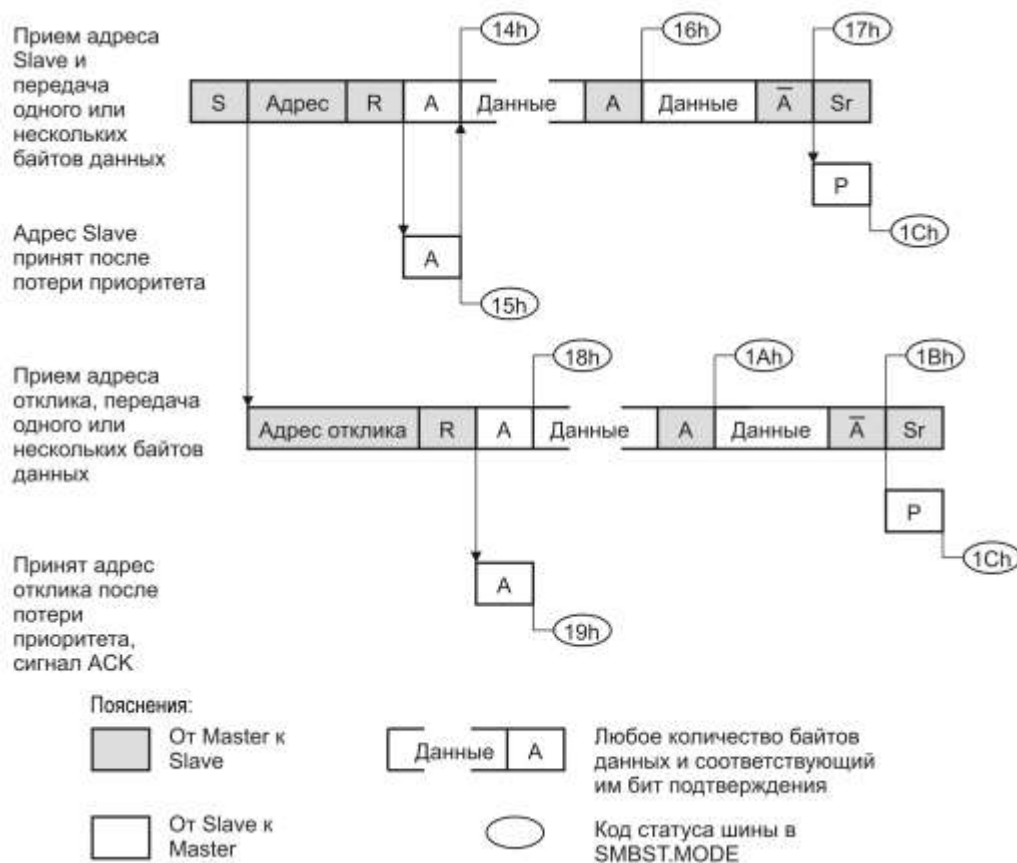 Прием адреса
Slave и
передача
одного или
нескольких
байтов данных
14h
16h
17h
S Адрес R A Данные A Данные A̅ Sr
P
1Ch
Адрес Slave
принят после
потери приоритета
A
15h
18h
1Ah
1Bh
Прием адреса
отклика, передача
одного или
нескольких байтов
данных
Адрес отклика R A Данные A Данные A̅ Sr
P
1Ch
Принят адрес
отклика после
потери
приоритета,
сигнал ACK
A
19h
Пояснения:
От Master к
Slave
Данные A
Любое количество байтов
данных и соответствующий
им бит подтверждения
От Slave к
Master
Код статуса шины в
SMBST.MODE